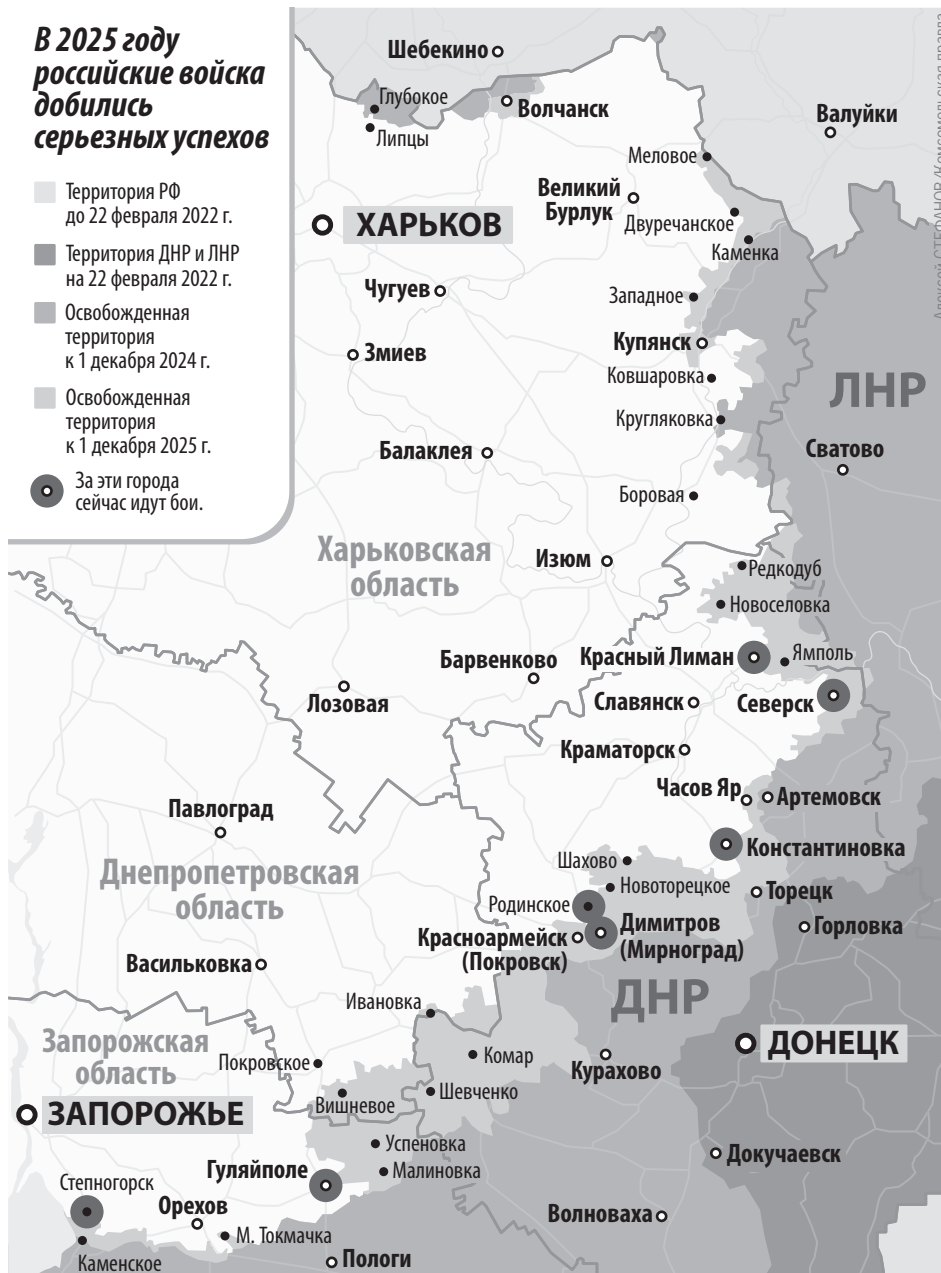 В 2025 году
российские войска
добились
серьезных успехов
Территория РФ
до 22 февраля 2022 г.
Территория ДНР и ЛНР
на 22 февраля 2022 г.
Освобожденная
территория
к 1 декабря 2024 г.
Освобожденная
территория
к 1 декабря 2025 г.
За эти города
сейчас идут бои.
Шебекино
Глубокое
Волчанск
Липцы
Валуйки
Меловое
Великий
Бурлук
Двуречанское
ХАРЬКОВ
Каменка
Чугуев
Западное
Змиев
Купянск
Ковшаровка
ЛНР
Кругляковка
Балаклея
Сватово
Боровая
Харьковская
область
Изюм
Редкодуб
Новоселовка
Барвенково
Красный Лиман
Ямполь
Лозовая
Славянск
Северск
Краматорск
Часов Яр
Артемовск
Павлоград
Константиновка
Днепропетровская
область
Шахово
Новоторецкое
Торецк
Родинское
Горловка
Красноармейск
(Покровск)
Димитров
(Мирноград)
Васильковка
ДНР
Ивановка
Запорожская
область
Покровское
Комар
Курахово
ДОНЕЦК
Вишневое
Шевченко
ЗАПОРОЖЬЕ
Успеновка
Малиновка
Докучаевск
Гуляйполе
Степногорск
Орехов
Волноваха
М. Токмачка
Каменское
Пологи
Алексей СТЕФАНОВ/Комсомольская правда